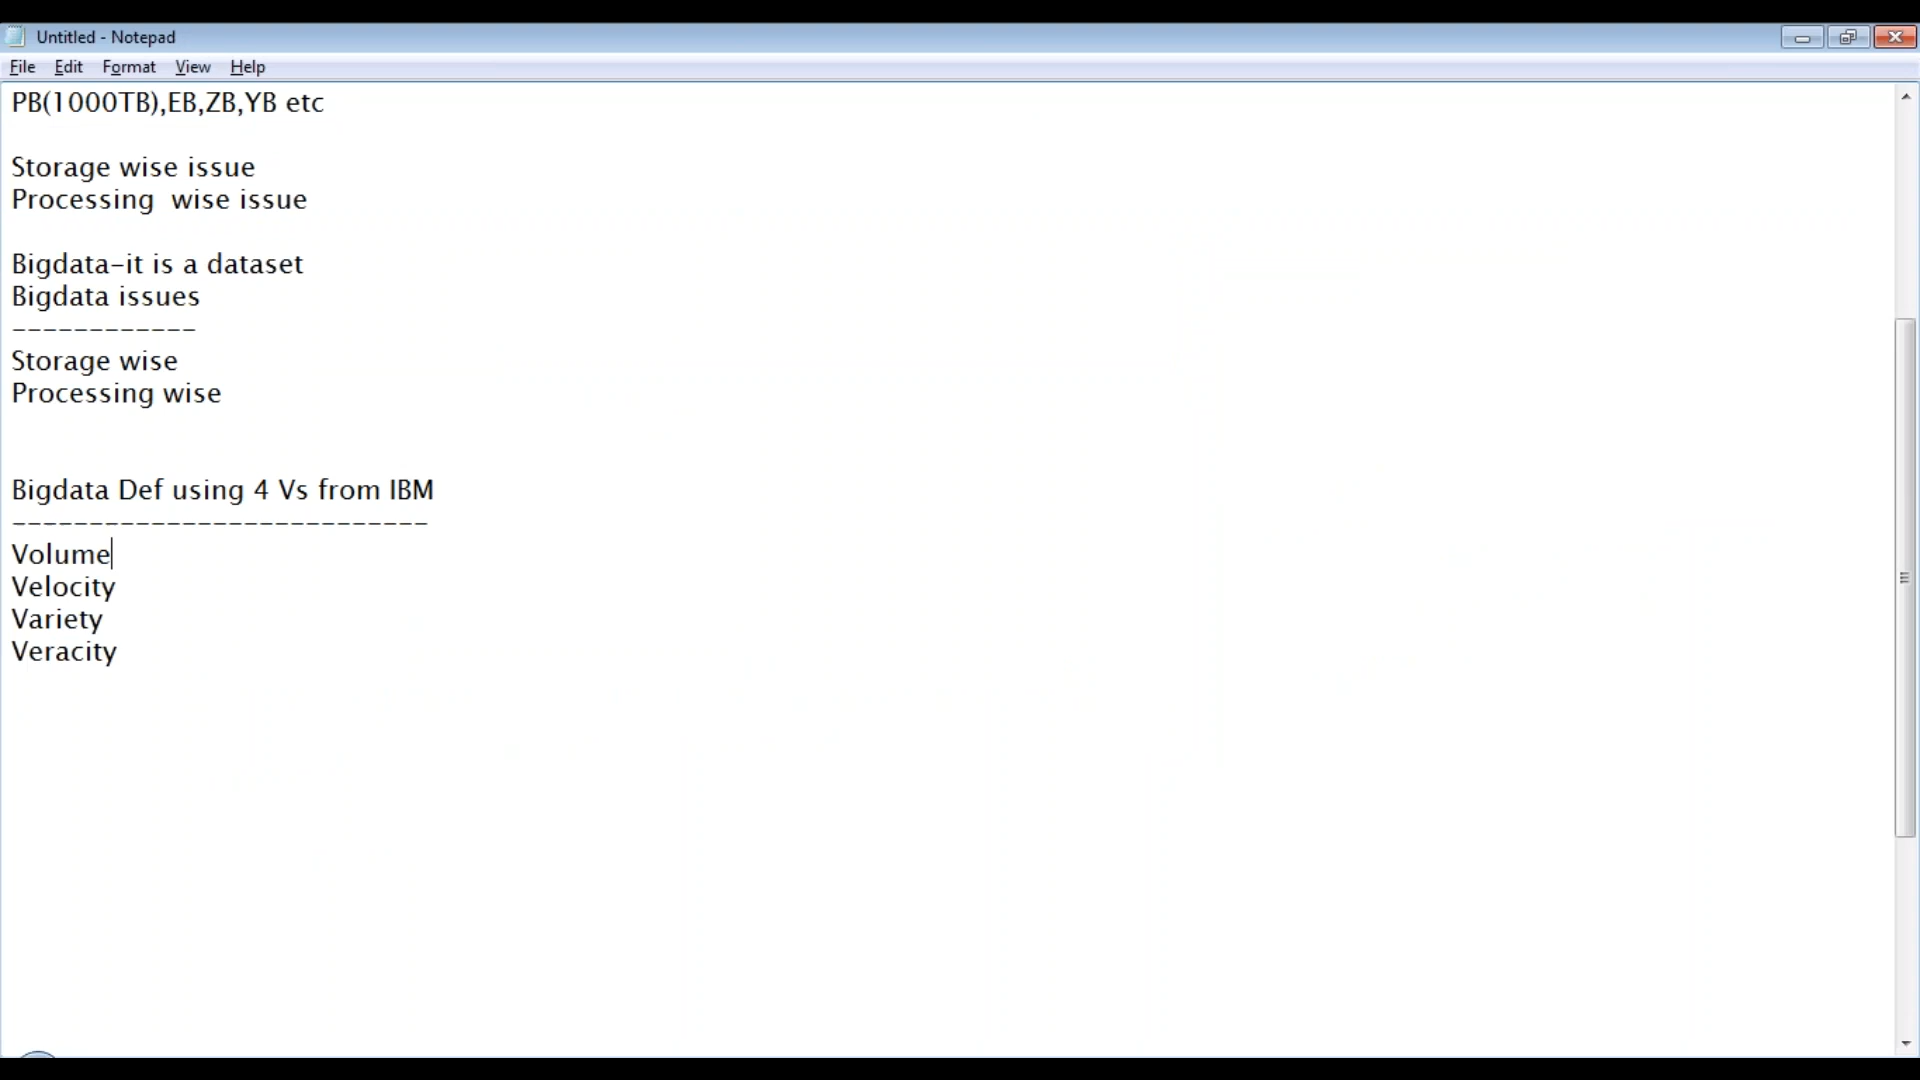 Untitled - Notepad
File Edit Format View Help
PB(1000TB),EB,ZB,YB etc
Storage wise issue
Processing  wise issue
Bigdata-it is a dataset
Bigdata issues
------------
Storage wise
Processing wise
Bigdata Def using 4 Vs from IBM
---------------------------
Volume
Velocity
Variety
Veracity